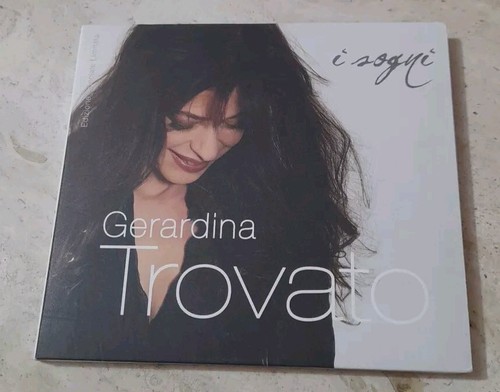 i sogni
Gerardina
Trovato